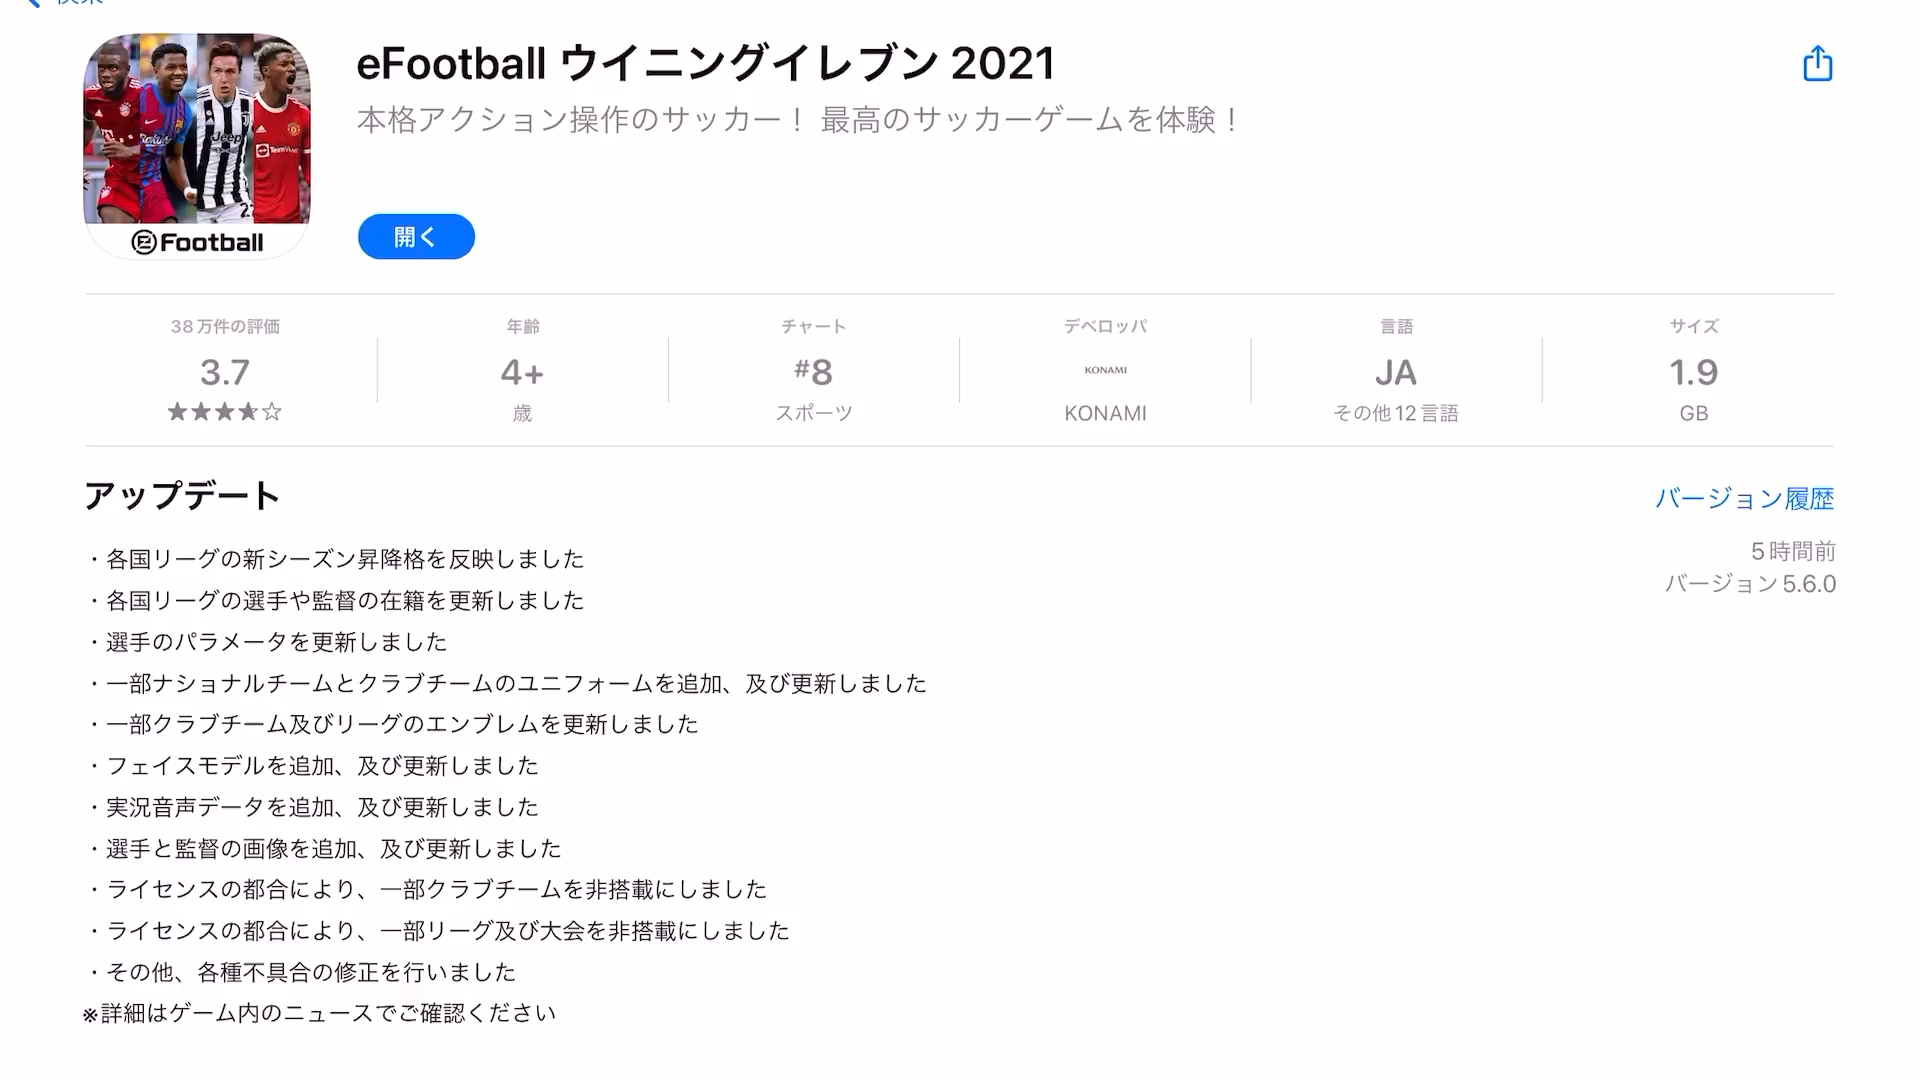 eFootball ウイニングイレブン 2021
本格アクション操作のサッカー！ 最高のサッカーゲームを体験！
Jeep
TeamViewer
Football
開く
38万件の評価
3.7
年齢
4+
歳
チャート
#8
スポーツ
デベロッパ
KONAMI
KONAMI
言語
JA
その他12言語
サイズ
1.9
GB
アップデート
バージョン履歴
5時間前
バージョン 5.6.0
・各国リーグの新シーズン昇降格を反映しました
・各国リーグの選手や監督の在籍を更新しました
・選手のパラメータを更新しました
・一部ナショナルチームとクラブチームのユニフォームを追加、及び更新しました
・一部クラブチーム及びリーグのエンブレムを更新しました
・フェイスモデルを追加、及び更新しました
・実況音声データを追加、及び更新しました
・選手と監督の画像を追加、及び更新しました
・ライセンスの都合により、一部クラブチームを非搭載にしました
・ライセンスの都合により、一部リーグ及び大会を非搭載にしました
・その他、各種不具合の修正を行いました
※詳細はゲーム内のニュースでご確認ください